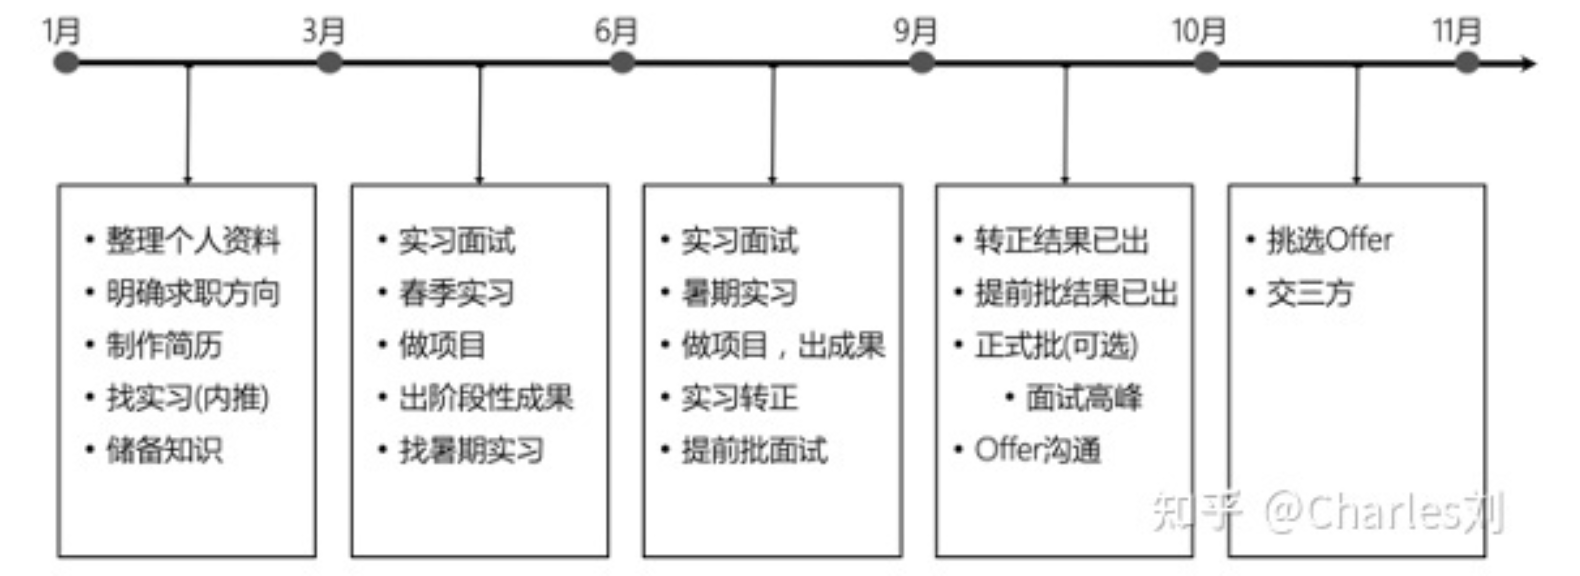 1月 3月 6月 9月 10月 11月
• 整理个人资料
• 明确求职方向
• 制作简历
• 找实习(内推)
• 储备知识
• 实习面试
• 春季实习
• 做项目
• 出阶段性成果
• 找暑期实习
• 实习面试
• 暑期实习
• 做项目，出成果
• 实习转正
• 提前批面试
• 转正结果已出
• 提前批结果已出
• 正式批(可选)
• 面试高峰
• Offer沟通
• 挑选Offer
• 交三方
知乎 @Charles刘